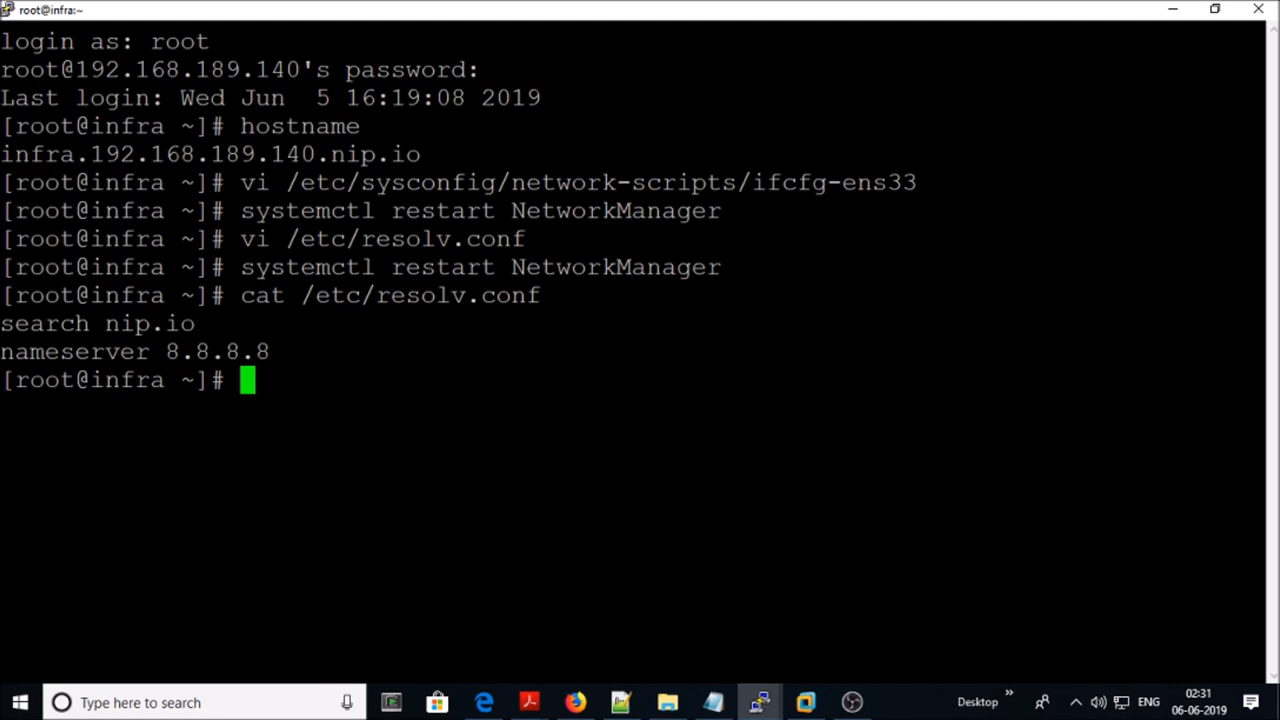 root@infra:~
login as: root
root@192.168.189.140's password:
Last login: Wed Jun  5 16:19:08 2019
[root@infra ~]# hostname
infra.192.168.189.140.nip.io
[root@infra ~]# vi /etc/sysconfig/network-scripts/ifcfg-ens33
[root@infra ~]# systemctl restart NetworkManager
[root@infra ~]# vi /etc/resolv.conf
[root@infra ~]# systemctl restart NetworkManager
[root@infra ~]# cat /etc/resolv.conf
search nip.io
nameserver 8.8.8.8
[root@infra ~]#
Type here to search
Desktop
ENG
02:31
06-06-2019